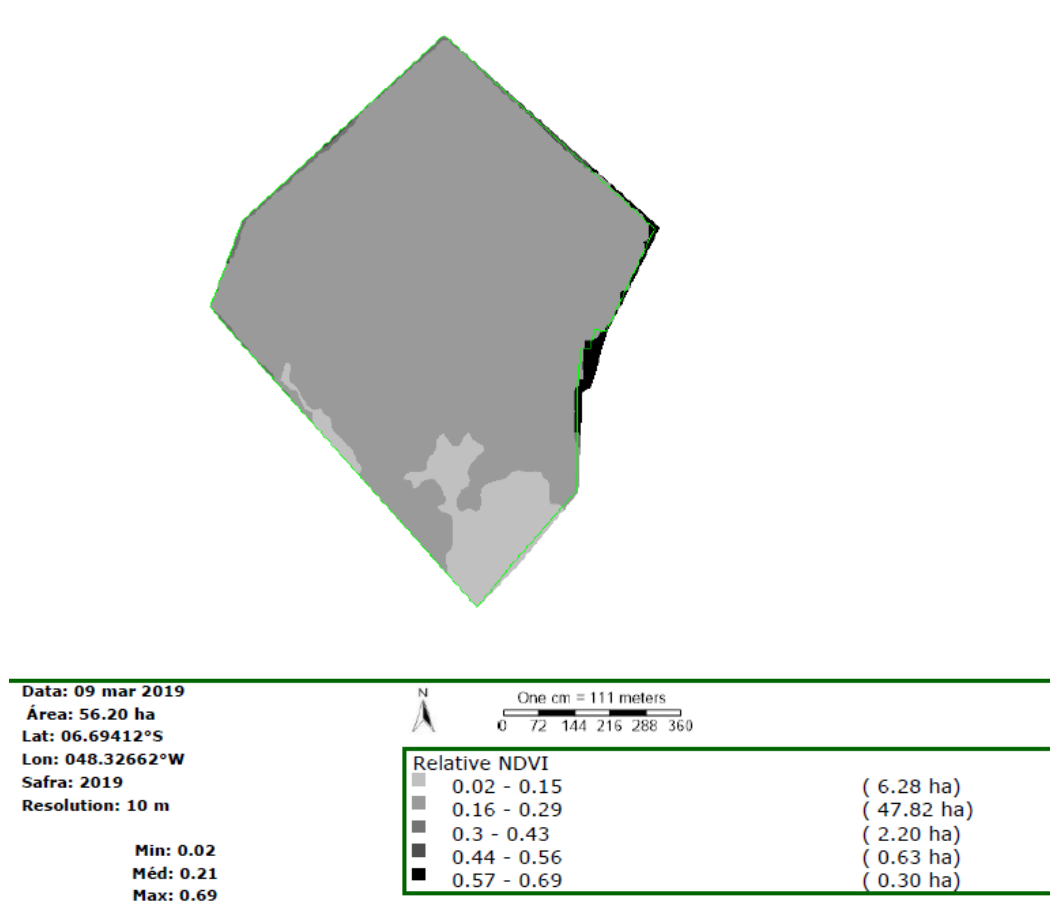 Data: 09 mar 2019
Área: 56.20 ha
Lat: 06.69412°S
Lon: 048.32662°W
Safra: 2019
Resolution: 10 m
Min: 0.02
Méd: 0.21
Max: 0.69
N
One cm = 111 meters
0 72 144 216 288 360
Relative NDVI
0.02 - 0.15 ( 6.28 ha)
0.16 - 0.29 ( 47.82 ha)
0.3 - 0.43 ( 2.20 ha)
0.44 - 0.56 ( 0.63 ha)
0.57 - 0.69 ( 0.30 ha)